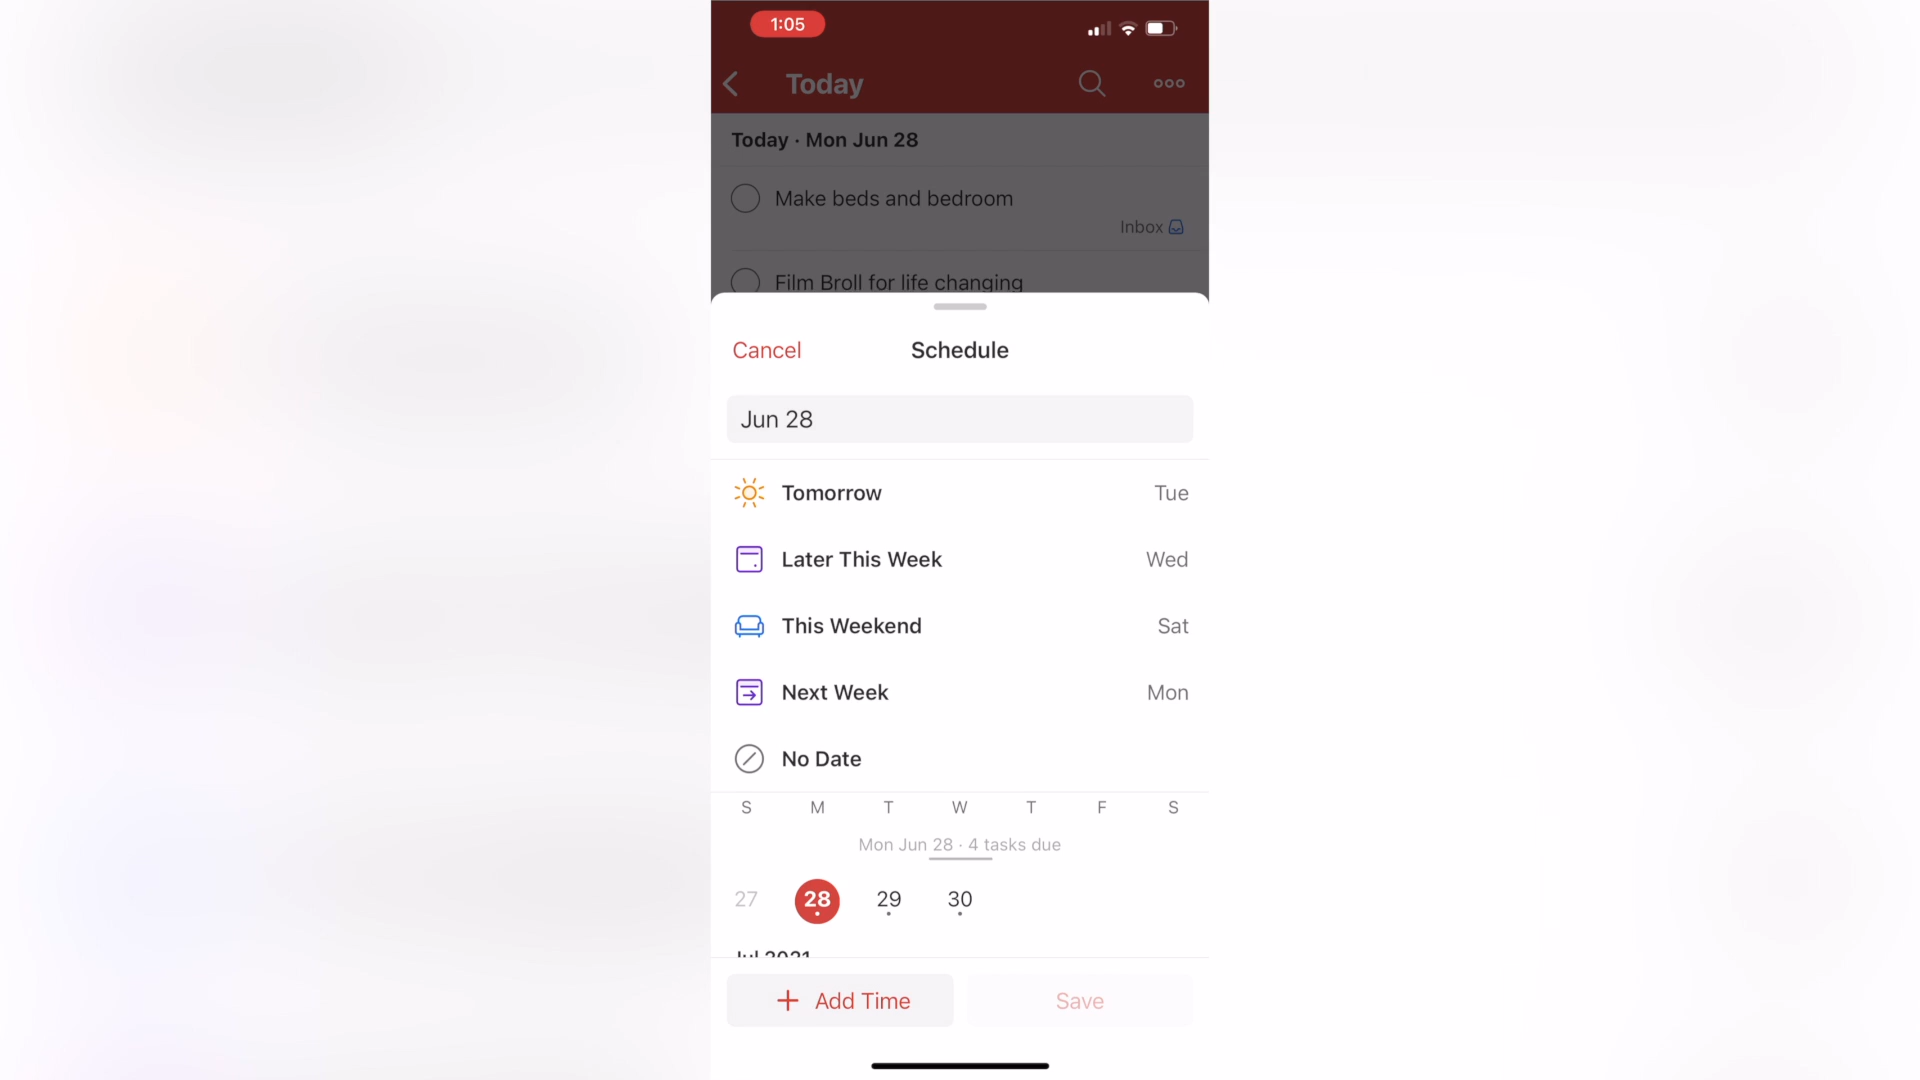 1:05
Today
Today · Mon Jun 28
Make beds and bedroom
Inbox
Film Broll for life changing
Cancel
Schedule
Jun 28
Tomorrow Tue
Later This Week Wed
This Weekend Sat
Next Week Mon
No Date
S M T W T F S
Mon Jun 28 · 4 tasks due
27 28 29 30
Jul 2021
Add Time
Save